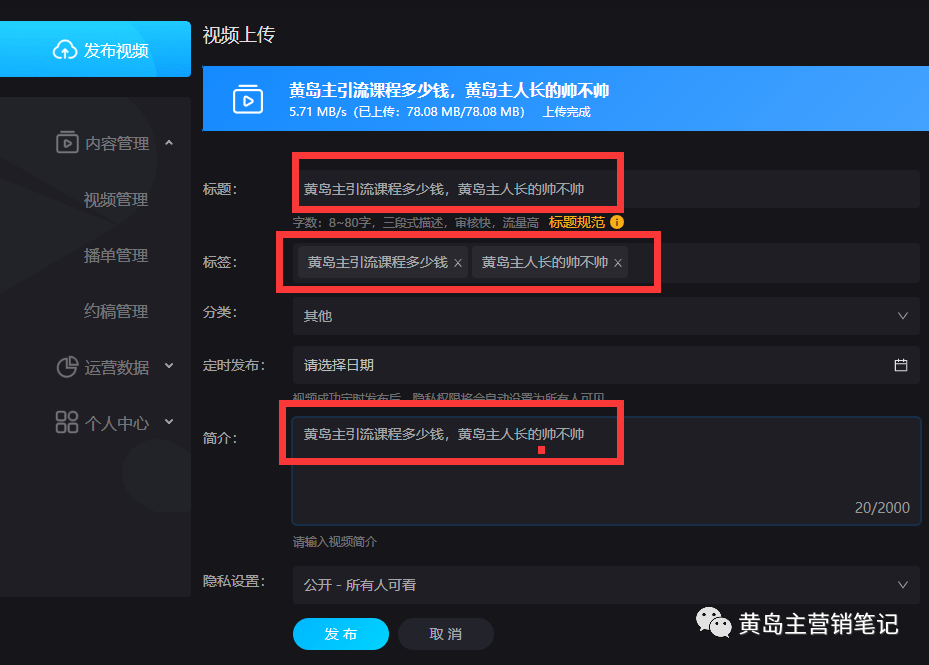 发布视频
内容管理
视频管理
播单管理
约稿管理
运营数据
个人中心
视频上传
黄岛主引流课程多少钱，黄岛主人长的帅不帅
5.71 MB/s（已上传：78.08 MB/78.08 MB） 上传完成
标题： 黄岛主引流课程多少钱，黄岛主人长的帅不帅
字数：8~80字，三段式描述，审核快，流量高 标题规范
标签： 黄岛主引流课程多少钱 × 黄岛主人长的帅不帅 ×
分类： 其他
定时发布： 请选择日期
视频成功定时发布后，隐私权限将会自动设置为所有人可见
简介： 黄岛主引流课程多少钱，黄岛主人长的帅不帅
20/2000
请输入视频简介
隐私设置： 公开 - 所有人可看
发布 取消
黄岛主营销笔记